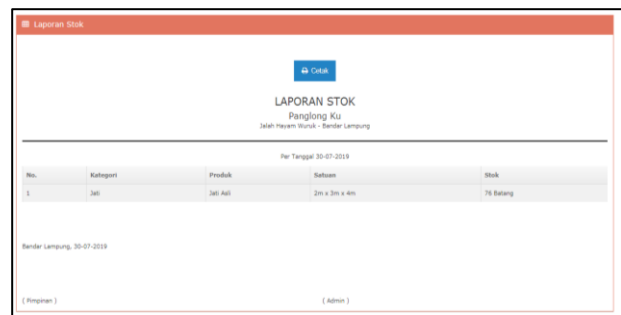 Laporan Stok
Cetak
LAPORAN STOK
Panglong Ku
Jalah Hayam Wuruk - Bandar Lampung
Per Tanggal 30-07-2019
No. Kategori Produk Satuan Stok
1 Jati Jati Asli 2m x 3m x 4m 76 Batang
Bandar Lampung, 30-07-2019
( Pimpinan ) ( Admin )